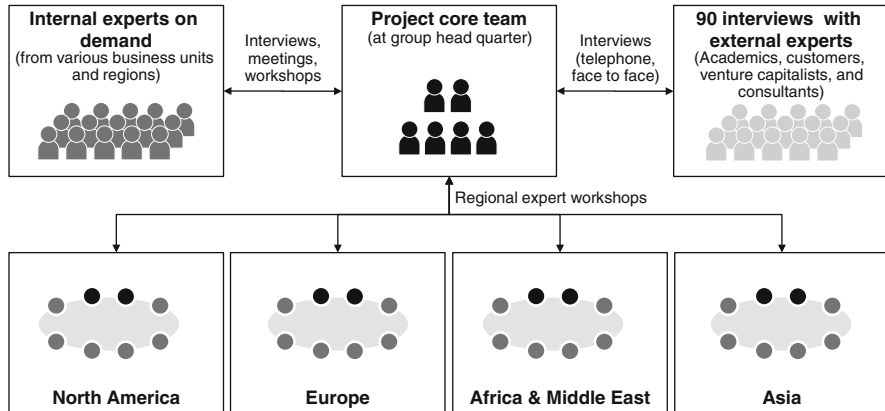 Internal experts on
demand
(from various business units
and regions)
Interviews,
meetings,
workshops
Project core team
(at group head quarter)
Interviews
(telephone,
face to face)
90 interviews with
external experts
(Academics, customers,
venture capitalists, and
consultants)
Regional expert workshops
North America
Europe
Africa & Middle East
Asia